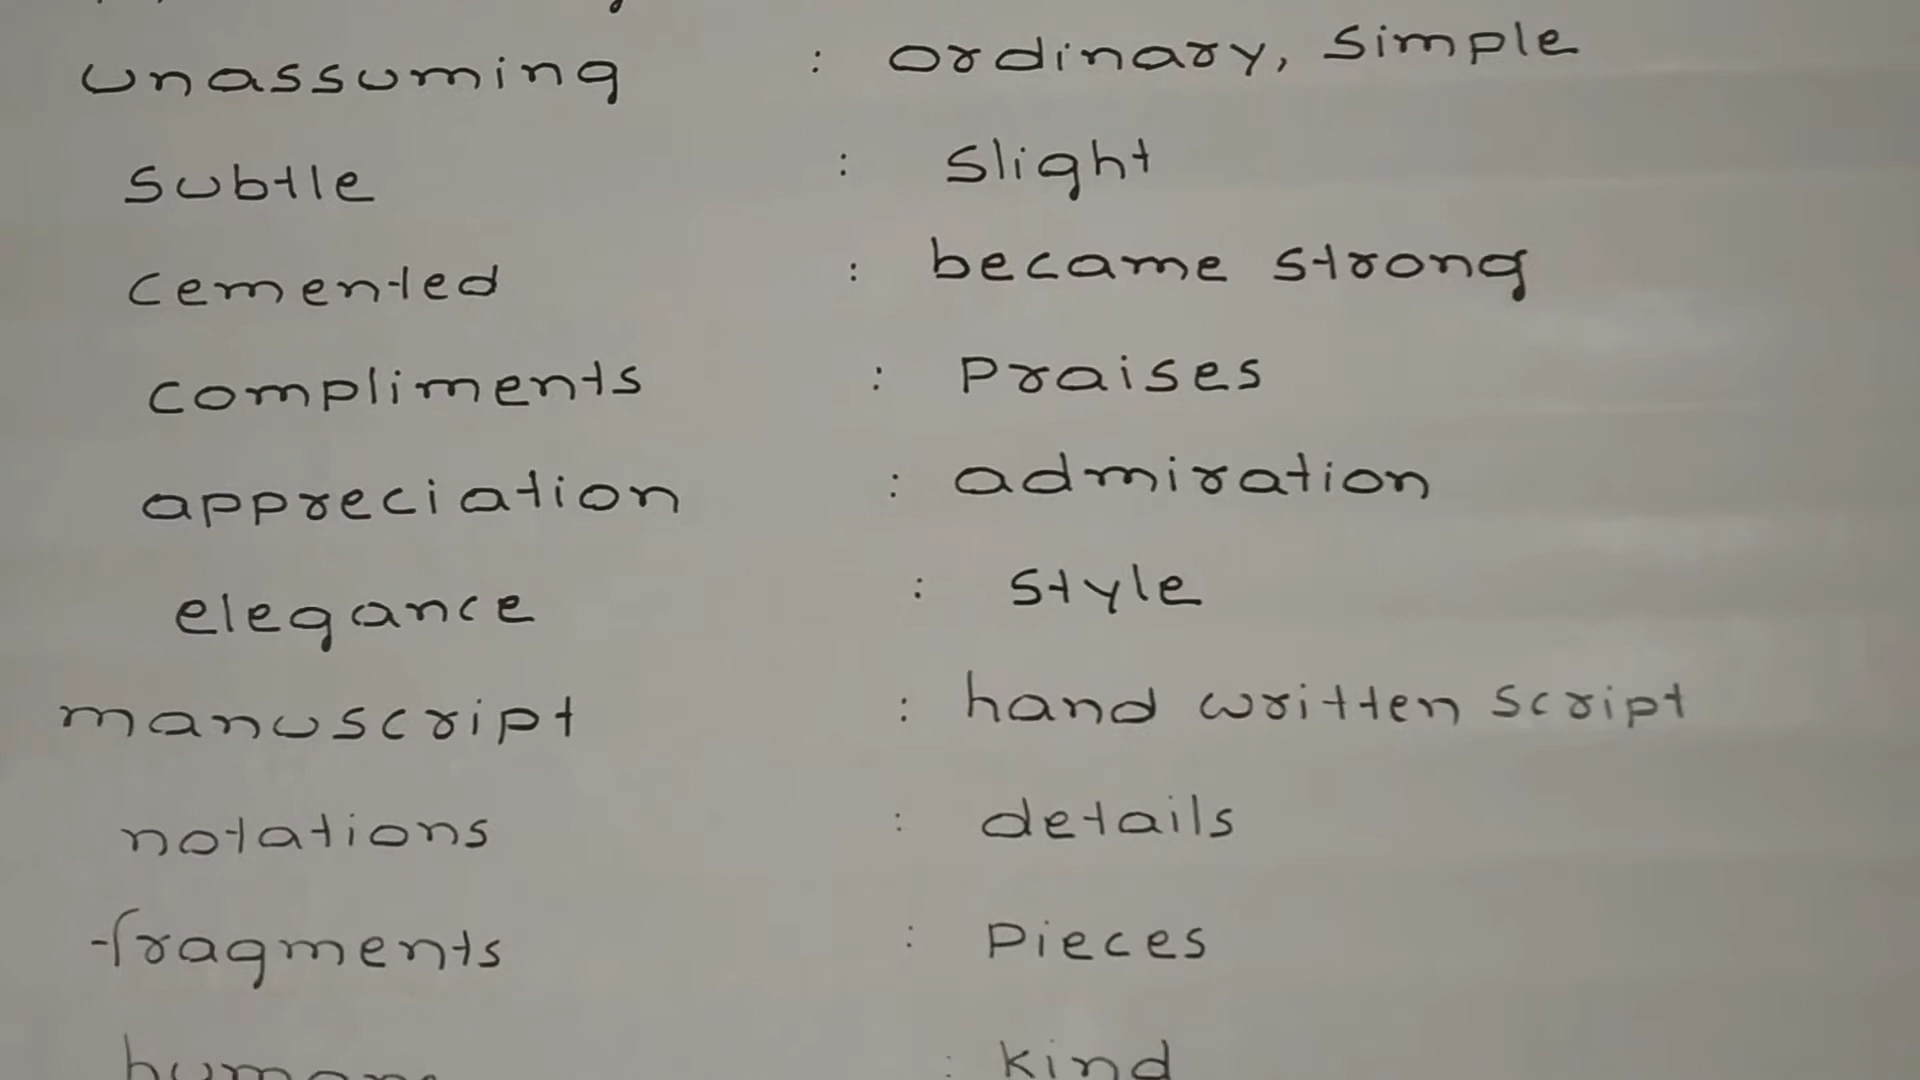 unassuming : ordinary, simple
subtle : slight
cemented : became strong
compliments : Praises
appreciation : admiration
elegance : style
manuscript : hand written script
notations : details
fragments : Pieces
: kind